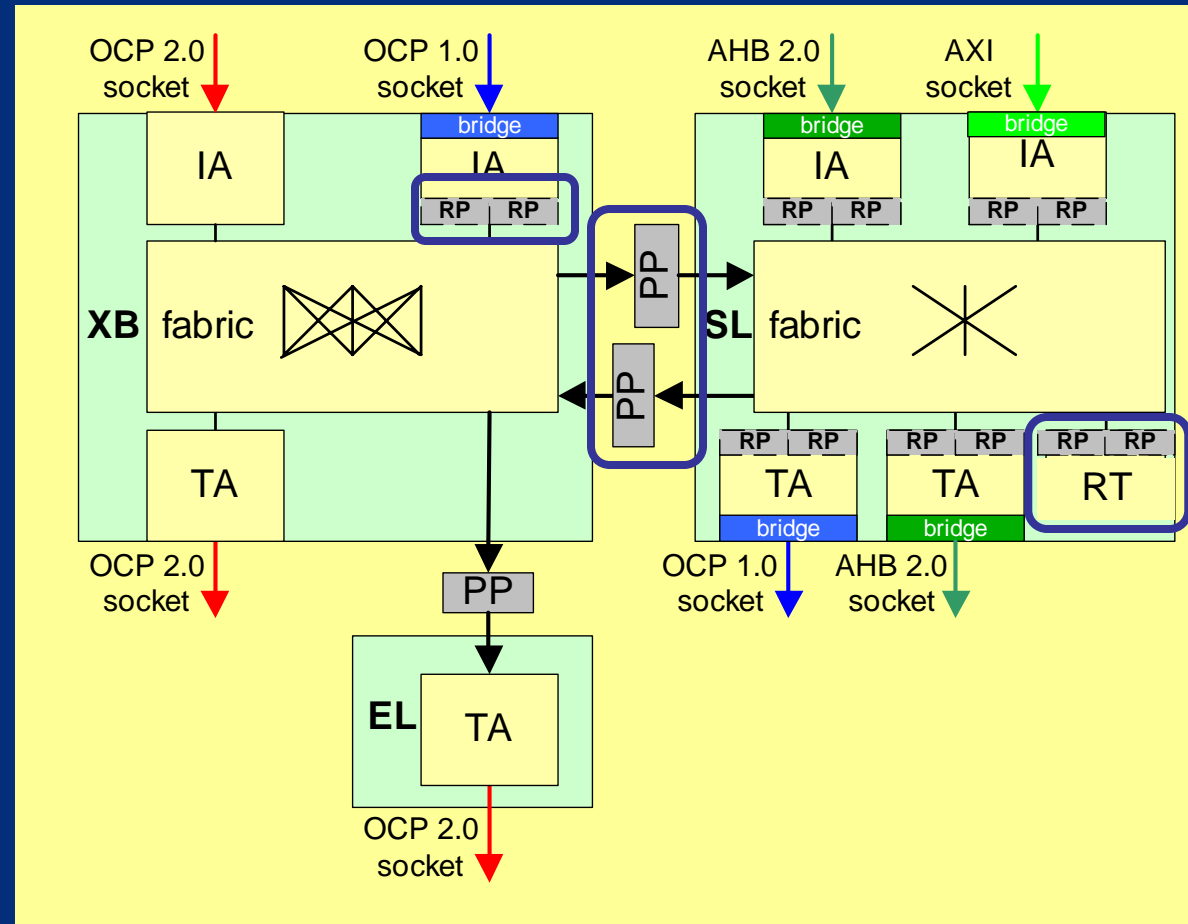 OCP 2.0
socket
OCP 1.0
socket
AHB 2.0
socket
AXI
socket
bridge
bridge
bridge
IA
IA
IA
IA
RP RP
RP RP
RP RP
PP
XB fabric
SL fabric
PP
RP RP
RP RP
RP RP
TA
TA
TA
RT
bridge
bridge
OCP 2.0
socket
OCP 1.0
socket
AHB 2.0
socket
PP
EL
TA
OCP 2.0
socket